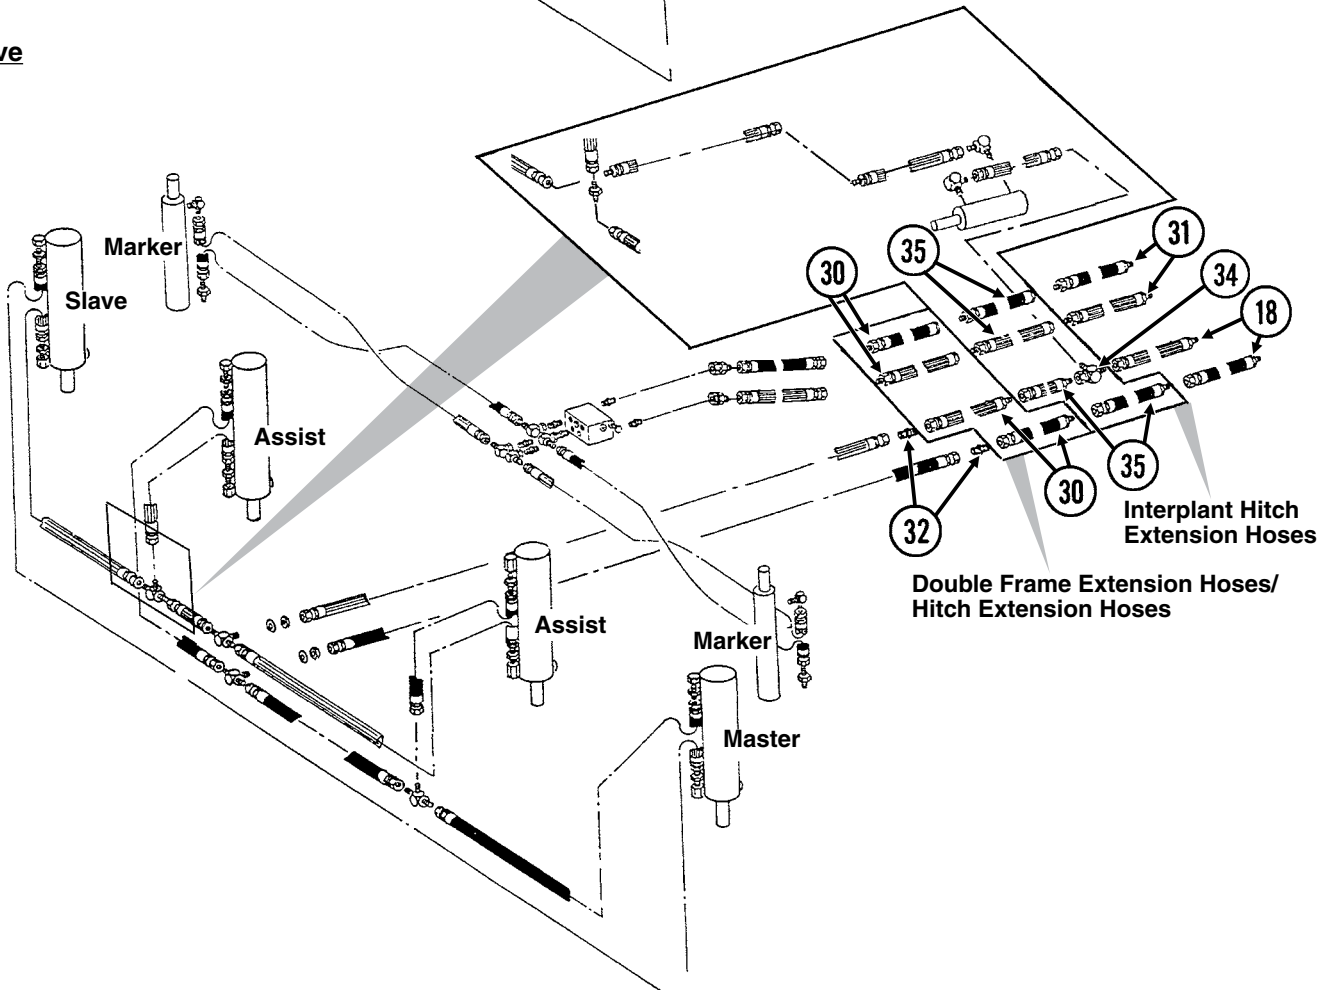 ve
Marker
Slave
31
35
30
34
18
Assist
35
30
32
Interplant Hitch
Extension Hoses
Double Frame Extension Hoses/
Hitch Extension Hoses
Assist
Marker
Master